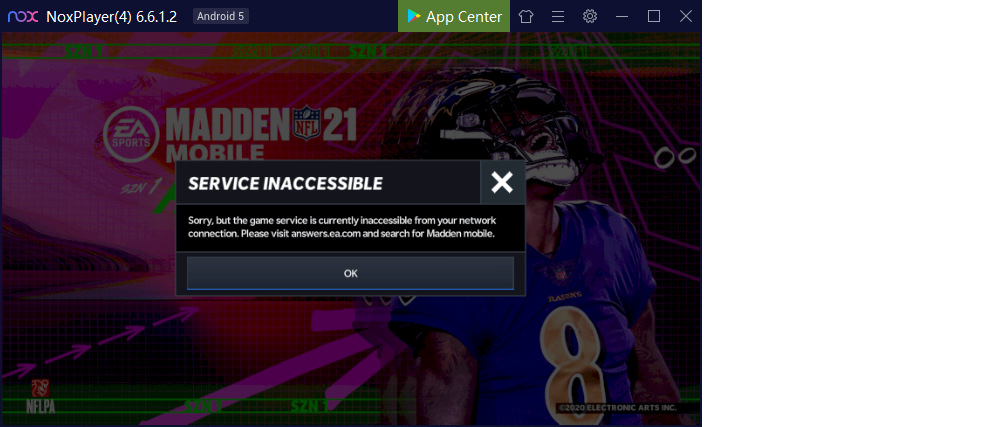 nox NoxPlayer(4) 6.6.1.2 Android 5 App Center
SZN 1 SZN 1
EA SPORTS MADDEN NFL 21
MOBILE
SZN 1
SERVICE INACCESSIBLE
Sorry, but the game service is currently inaccessible from your network
connection. Please visit answers.ea.com and search for Madden mobile.
OK
RAVENS
8
NFLPA
SZN 1 SZN 1
©2020 ELECTRONIC ARTS INC.